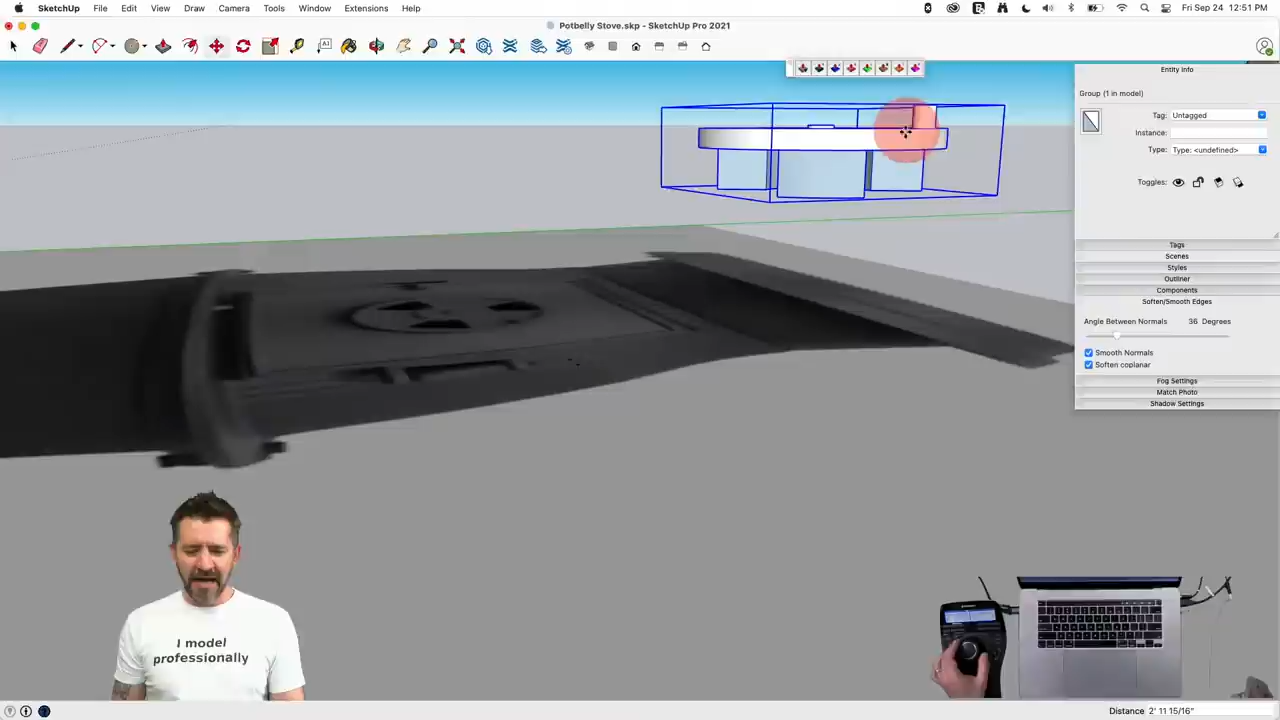 SketchUp File Edit View Draw Camera Tools Window Extensions Help
Fri Sep 24 12:51 PM
Potbelly Stove.skp - SketchUp Pro 2021
Entity Info
Group (1 in model)
Tag: Untagged
Instance:
Type: Type: <undefined>
Toggles:
Tags
Scenes
Styles
Outliner
Components
Soften/Smooth Edges
Angle Between Normals 36 Degrees
Smooth Normals
Soften coplanar
Fog Settings
Match Photo
Shadow Settings
I model
professionally
Distance 2' 11 15/16"